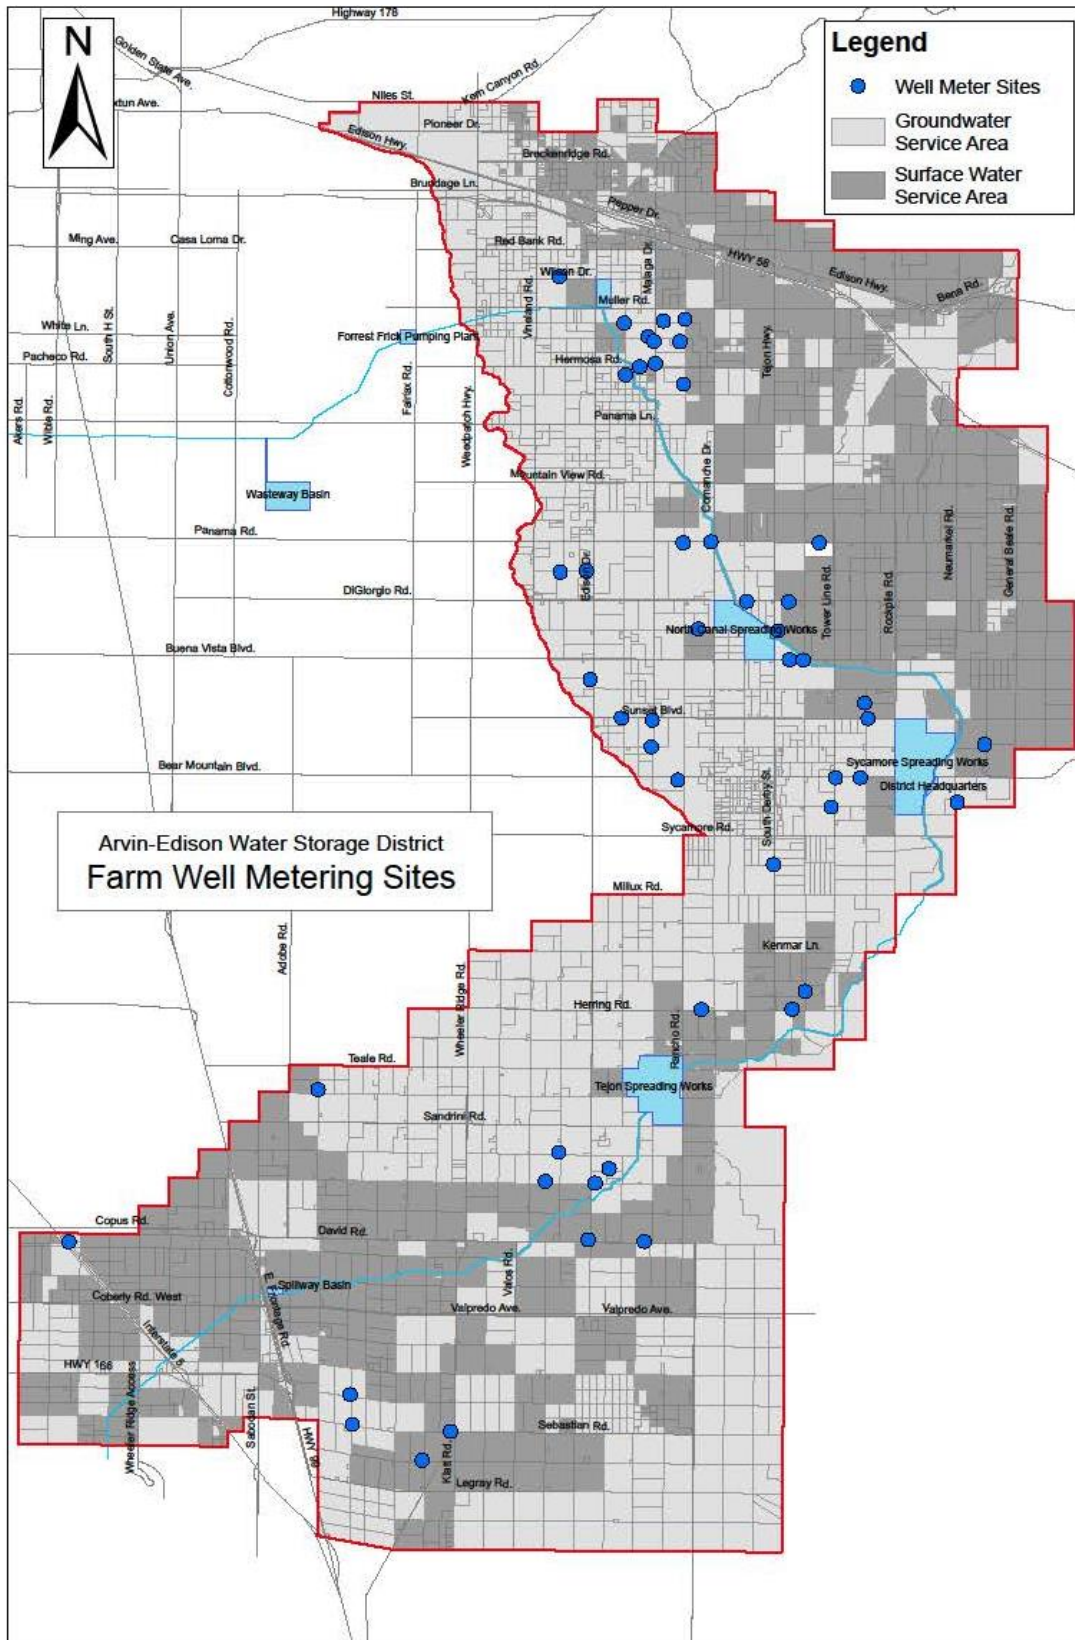 Highway 178
N
Golden State Ave.
Kern Canyon Rd.
Legend
Niles St.
Well Meter Sites
xtun Ave.
Pioneer Dr.
Groundwater
Service Area
Edison Hwy.
Breckenridge Rd.
Surface Water
Service Area
Brundage Ln.
Pepper Dr.
Ming Ave.
Casa Loma Dr.
Red Bank Rd.
Malaga Dr.
HWY 58
Edison Hwy.
Wilson Dr.
Bena Rd.
Vineland Rd.
Muller Rd.
White Ln.
South H St.
Union Ave.
Cottonwood Rd.
Forrest Frick Pumping Plant
Tejon Hwy.
Pacheco Rd.
Hermosa Rd.
Fairfax Rd.
Akers Rd.
Wible Rd.
Weedpatch Hwy.
Panama Ln.
Comanche Dr.
Mountain View Rd.
Wasteway Basin
Panama Rd.
Neumarkel Rd.
General Beale Rd.
Edison Dr.
DiGiorgio Rd.
Tower Line Rd.
Rockpile Rd.
North Canal Spreading Works
Buena Vista Blvd.
Sunset Blvd.
Bear Mountain Blvd.
Sycamore Spreading Works
District Headquarters
South Derby St.
Sycamore Rd.
Arvin-Edison Water Storage District
Farm Well Metering Sites
Millux Rd.
Adobe Rd.
Kenmar Ln.
Wheeler Ridge Rd.
Herring Rd.
Rancho Rd.
Teale Rd.
Tejon Spreading Works
Sandrini Rd.
Copus Rd.
David Rd.
Valos Rd.
Spillway Basin
Coberly Rd. West
E. Frontage Rd.
Valpredo Ave.
Valpredo Ave.
Interstate 5
HWY 166
Wheeler Ridge Access
Sabodan St.
Sebastian Rd.
HWY 99
Klatt Rd.
Legray Rd.